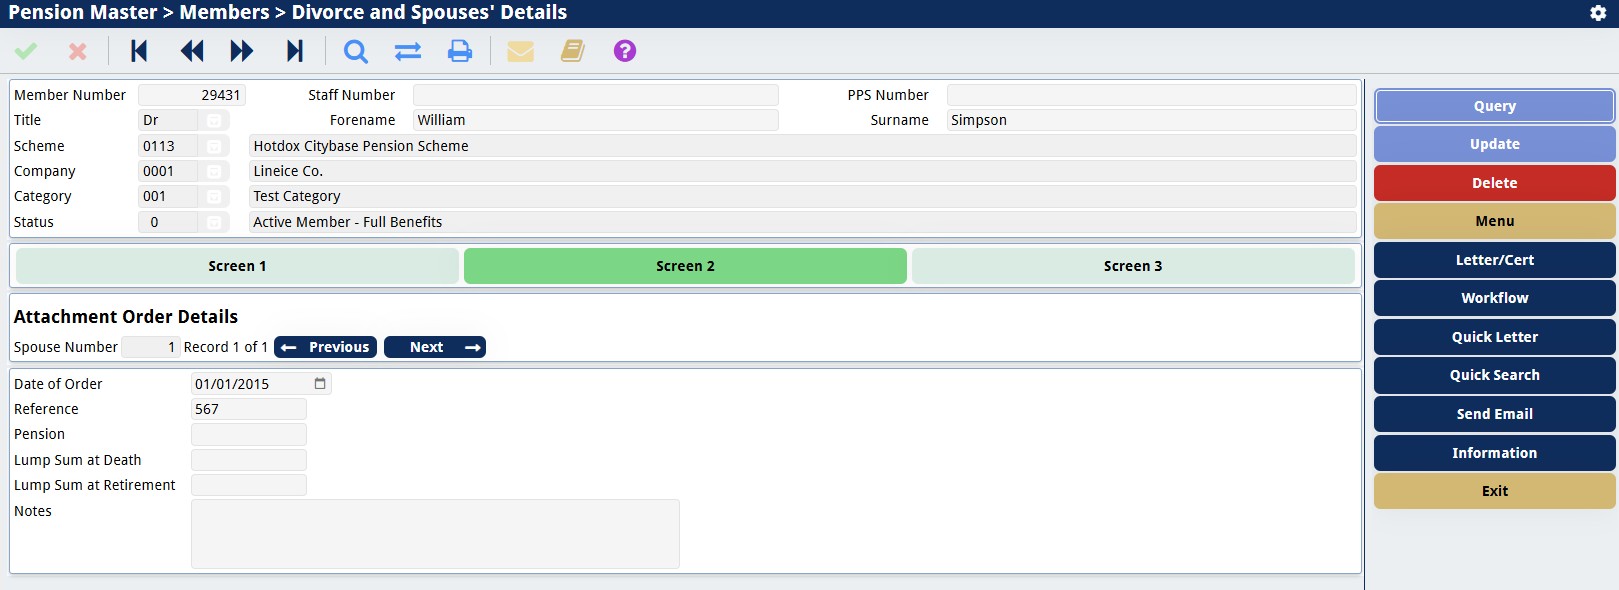 Pension Master > Members > Divorce and Spouses' Details
?
Member Number 29431 Staff Number PPS Number
Title Dr Forename William Surname Simpson
Scheme 0113 Hotdox Citybase Pension Scheme
Company 0001 Lineice Co.
Category 001 Test Category
Status 0 Active Member - Full Benefits
Screen 1 Screen 2 Screen 3
Attachment Order Details
Spouse Number 1 Record 1 of 1 Previous Next
Date of Order 01/01/2015
Reference 567
Pension
Lump Sum at Death
Lump Sum at Retirement
Notes
Query
Update
Delete
Menu
Letter/Cert
Workflow
Quick Letter
Quick Search
Send Email
Information
Exit